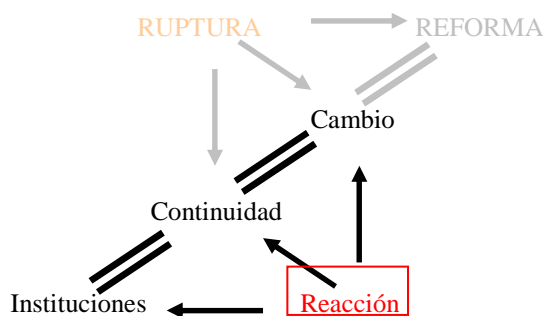 RUPTURA REFORMA
Cambio
Continuidad
Instituciones Reacción